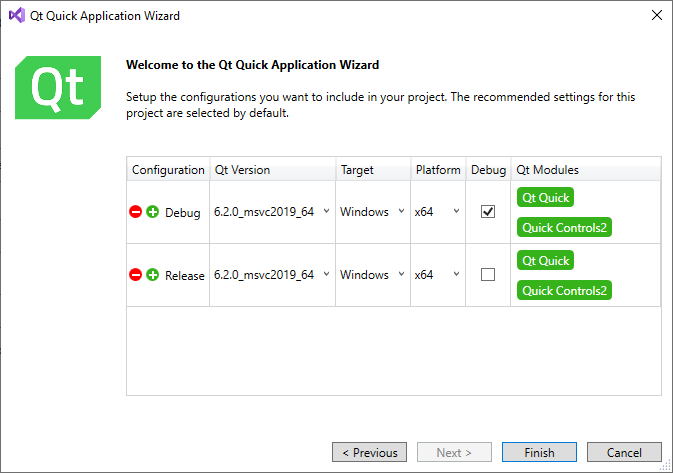 Qt Quick Application Wizard
Qt
Welcome to the Qt Quick Application Wizard
Setup the configurations you want to include in your project. The recommended settings for this
project are selected by default.
Configuration Qt Version Target Platform Debug Qt Modules
Debug 6.2.0_msvc2019_64 Windows x64 Qt Quick
Quick Controls2
Release 6.2.0_msvc2019_64 Windows x64 Qt Quick
Quick Controls2
< Previous Next > Finish Cancel